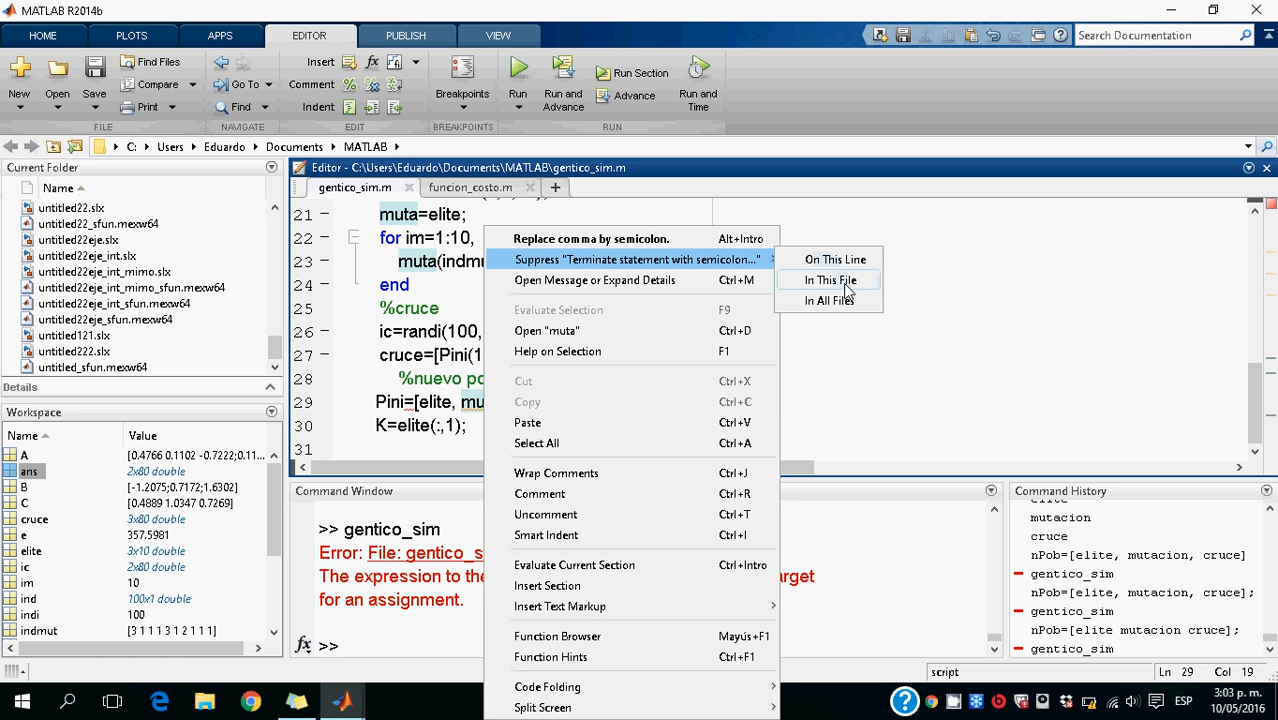 MATLAB R2014b
HOME PLOTS APPS EDITOR PUBLISH VIEW
Search Documentation
New Open Save Find Files Compare Print
Go To Find
Insert Comment Indent
Breakpoints
Run Run and Advance Run Section Advance Run and Time
FILE NAVIGATE EDIT BREAKPOINTS RUN
C: Users Eduardo Documents MATLAB
Current Folder
Name
untitled22.slx
untitled22_sfun.mexw64
untitled22eje.slx
untitled22eje_int_mimo.slx
untitled22eje_int_mimo_sfun.mexw64
untitled22eje_int_sfun.mexw64
untitled22eje_sfun.mexw64
untitled121.slx
untitled222.slx
untitled_sfun.mexw64
Details
Workspace
Name Value
A [0.4766 0.1102 -0.7222;0.11...
ans 2x80 double
B [-1.2075;0.7172;1.6302]
C [0.4889 1.0347 0.7269]
cruce 3x80 double
e 357.5981
elite 3x10 double
ic 2x80 double
im 10
ind 100x1 double
indi 100
indmut [3 1 1 1 3 1 2 1 1 1]
Editor - C:\Users\Eduardo\Documents\MATLAB\gentico_sim.m
gentico_sim.m funcion_costo.m
21 muta=elite;
22 for im=1:10,
23 muta(indmu
24 end
25 %cruce
26 ic=randi(100,
27 cruce=[Pini(1
28 %nuevo po
29 Pini=[elite, mu
30 K=elite(:,1);
31
Replace comma by semicolon. Alt+Intro
Suppress "Terminate statement with semicolon..."
Open Message or Expand Details Ctrl+M
Evaluate Selection F9
Open "muta" Ctrl+D
Help on Selection F1
Cut Ctrl+X
Copy Ctrl+C
Paste Ctrl+V
Select All Ctrl+A
Wrap Comments Ctrl+J
Comment Ctrl+R
Uncomment Ctrl+T
Smart Indent Ctrl+I
Evaluate Current Section Ctrl+Intro
Insert Section
Insert Text Markup
Function Browser Mayús+F1
Function Hints Ctrl+F1
Code Folding
Split Screen
On This Line
In This File
In All Files
Command Window
>> gentico_sim
Error: File: gentico_s
The expression to the
arget
for an assignment.
fx >>
Command History
elite
mutacion
cruce
nPob=[elite, mutacion, cruce]
gentico_sim
nPob=[elite, mutacion, cruce];
gentico_sim
nPob=[elite mutacion cruce];
gentico_sim
script Ln 29 Col 19
ESP
3:03 p. m.
10/05/2016